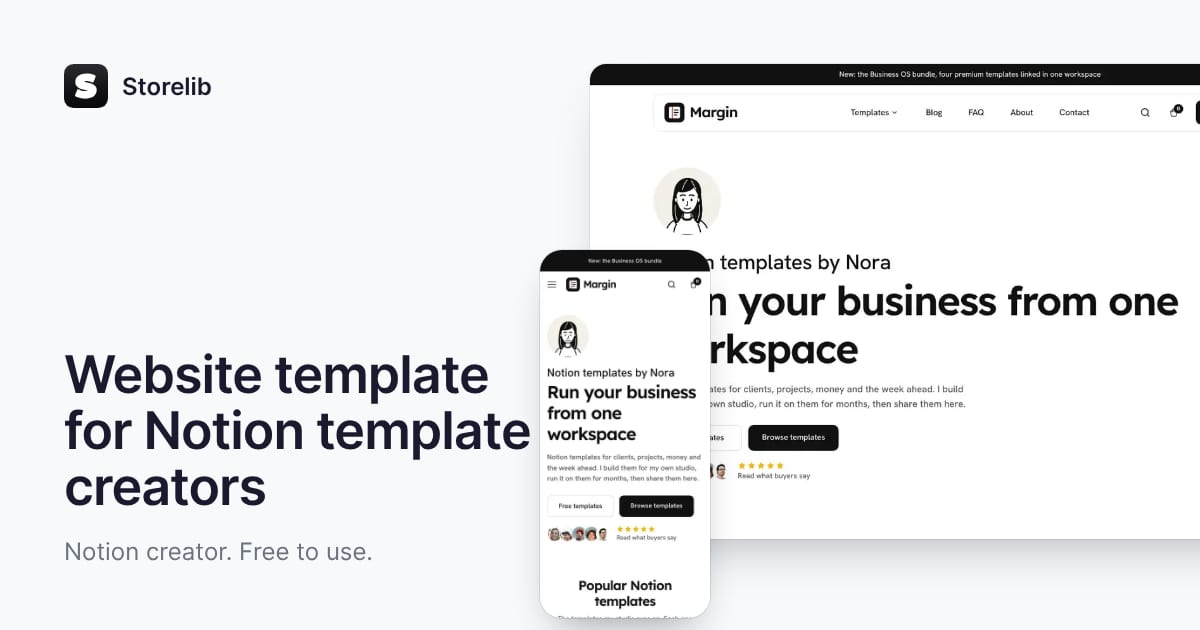 Storelib
Website template
for Notion template
creators
Notion creator. Free to use.
New: the Business OS bundle, four premium templates linked in one workspace
Margin
Templates
Blog
FAQ
About
Contact
0
templates by Nora
your business from one
rkspace
for clients, projects, money and the week ahead. I build
own studio, run it on them for months, then share them here.
Browse templates
Read what buyers say
New: the Business OS bundle
Margin
0
Notion templates by Nora
Run your business
from one
workspace
Notion templates for clients, projects, money and
the week ahead. I build them for my own studio,
run it on them for months, then share them here.
Free templates
Browse templates
Read what buyers say
Popular Notion
templates